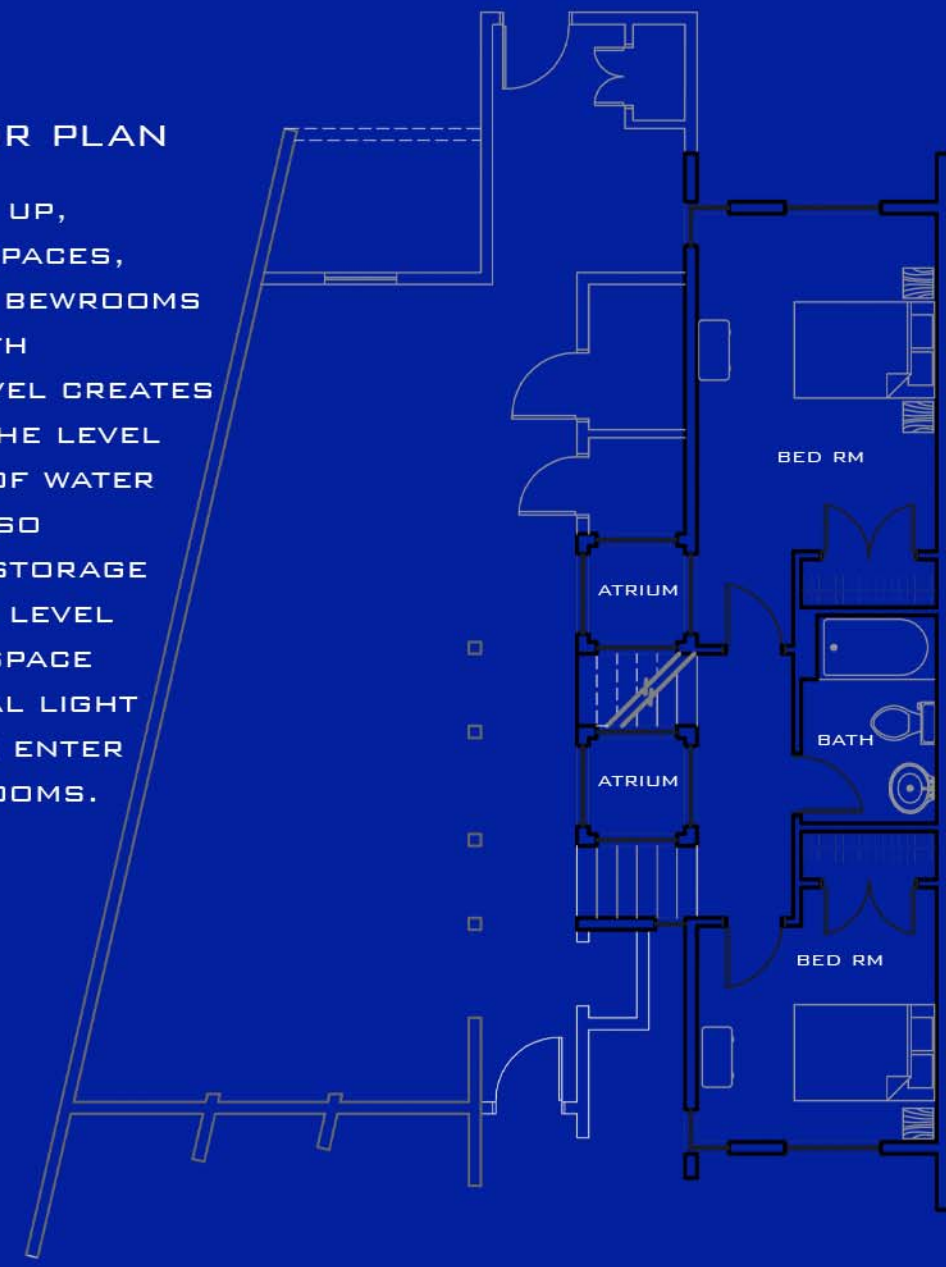 R PLAN
UP,
PACES,
BEWROOMS
TH
VEL CREATES
HE LEVEL
OF WATER
SO
STORAGE
LEVEL
SPACE
AL LIGHT
ENTER
OOMS.
BED RM
ATRIUM
BATH
ATRIUM
BED RM